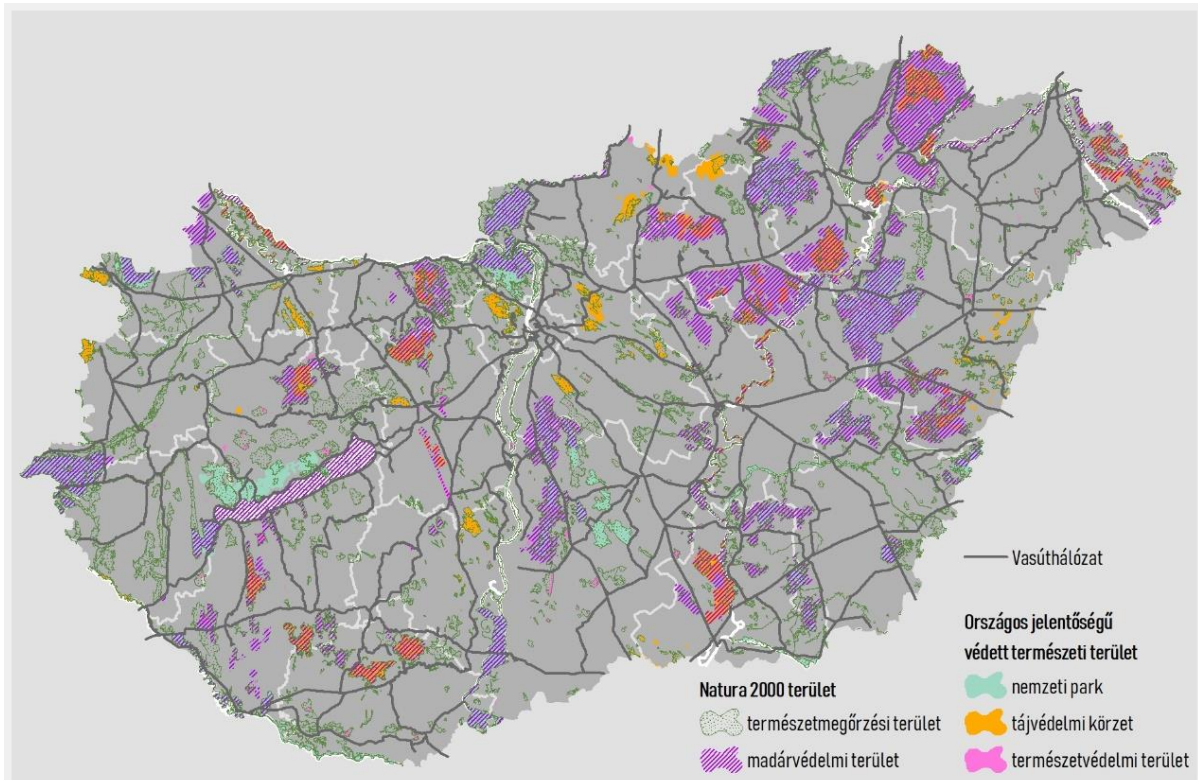 Vasúthálózat
Országos jelentőségű
védett természeti terület
nemzeti park
tájvédelmi körzet
természetvédelmi terület
Natura 2000 terület
természetmegőrzési terület
madárvédelmi terület